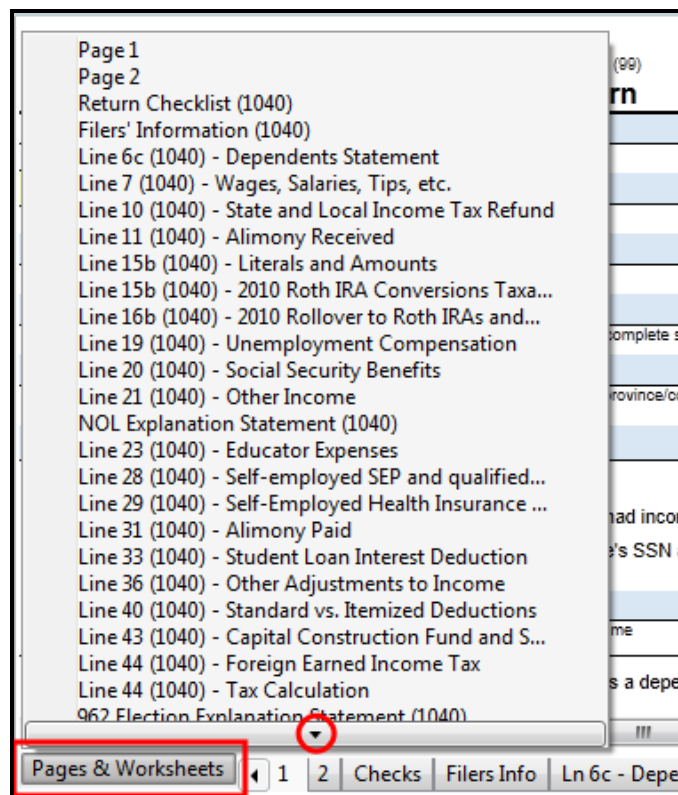 Page 1
Page 2
Return Checklist (1040)
Filers' Information (1040)
Line 6c (1040) - Dependents Statement
Line 7 (1040) - Wages, Salaries, Tips, etc.
Line 10 (1040) - State and Local Income Tax Refund
Line 11 (1040) - Alimony Received
Line 15b (1040) - Literals and Amounts
Line 15b (1040) - 2010 Roth IRA Conversions Taxa...
Line 16b (1040) - 2010 Rollover to Roth IRAs and...
Line 19 (1040) - Unemployment Compensation
Line 20 (1040) - Social Security Benefits
Line 21 (1040) - Other Income
NOL Explanation Statement (1040)
Line 23 (1040) - Educator Expenses
Line 28 (1040) - Self-employed SEP and qualified...
Line 29 (1040) - Self-Employed Health Insurance ...
Line 31 (1040) - Alimony Paid
Line 33 (1040) - Student Loan Interest Deduction
Line 36 (1040) - Other Adjustments to Income
Line 40 (1040) - Standard vs. Itemized Deductions
Line 43 (1040) - Capital Construction Fund and S...
Line 44 (1040) - Foreign Earned Income Tax
Line 44 (1040) - Tax Calculation
962 Election Explanation Statement (1040)
(99)
rn
omplete s
rovince/c
had inco
's SSN
me
s a depe
Pages & Worksheets 1 2 Checks Filers Info Ln 6c - Depe